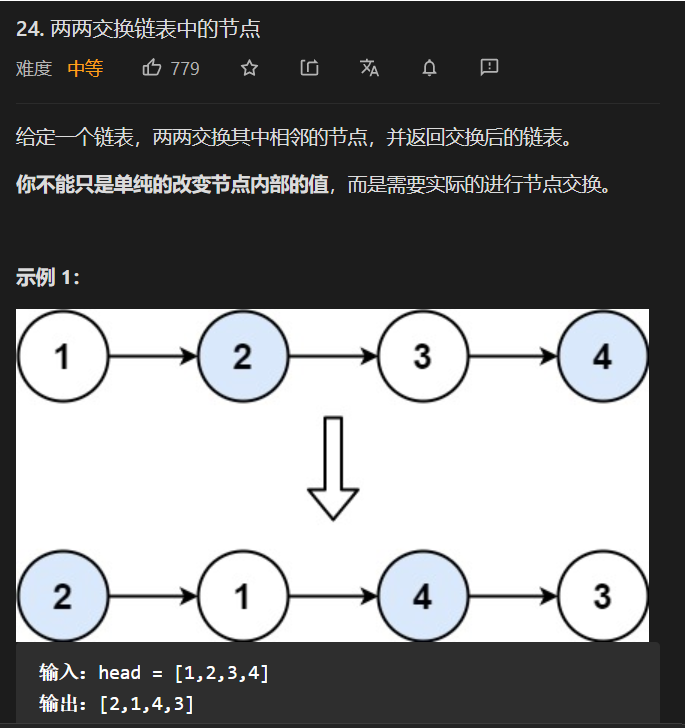 24. 两两交换链表中的节点
难度 中等 779
给定一个链表，两两交换其中相邻的节点，并返回交换后的链表。
你不能只是单纯的改变节点内部的值，而是需要实际的进行节点交换。
示例 1：
1 2 3 4
2 1 4 3
输入：head = [1,2,3,4]
输出：[2,1,4,3]